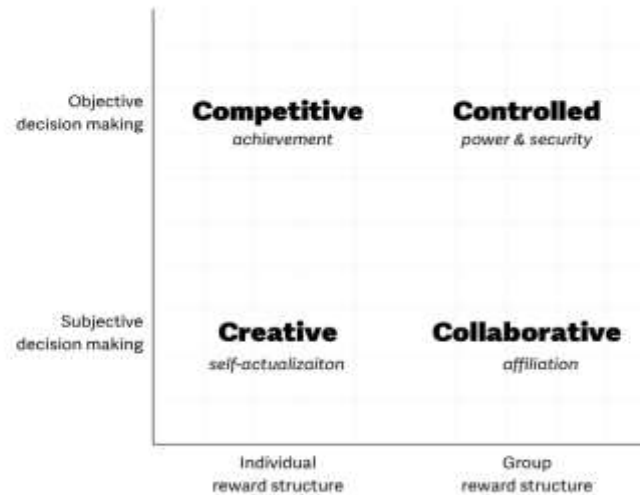 Objective
decision making
Competitive
achievement
Controlled
power & security
Subjective
decision making
Creative
self-actualizaiton
Collaborative
affiliation
Individual
reward structure
Group
reward structure